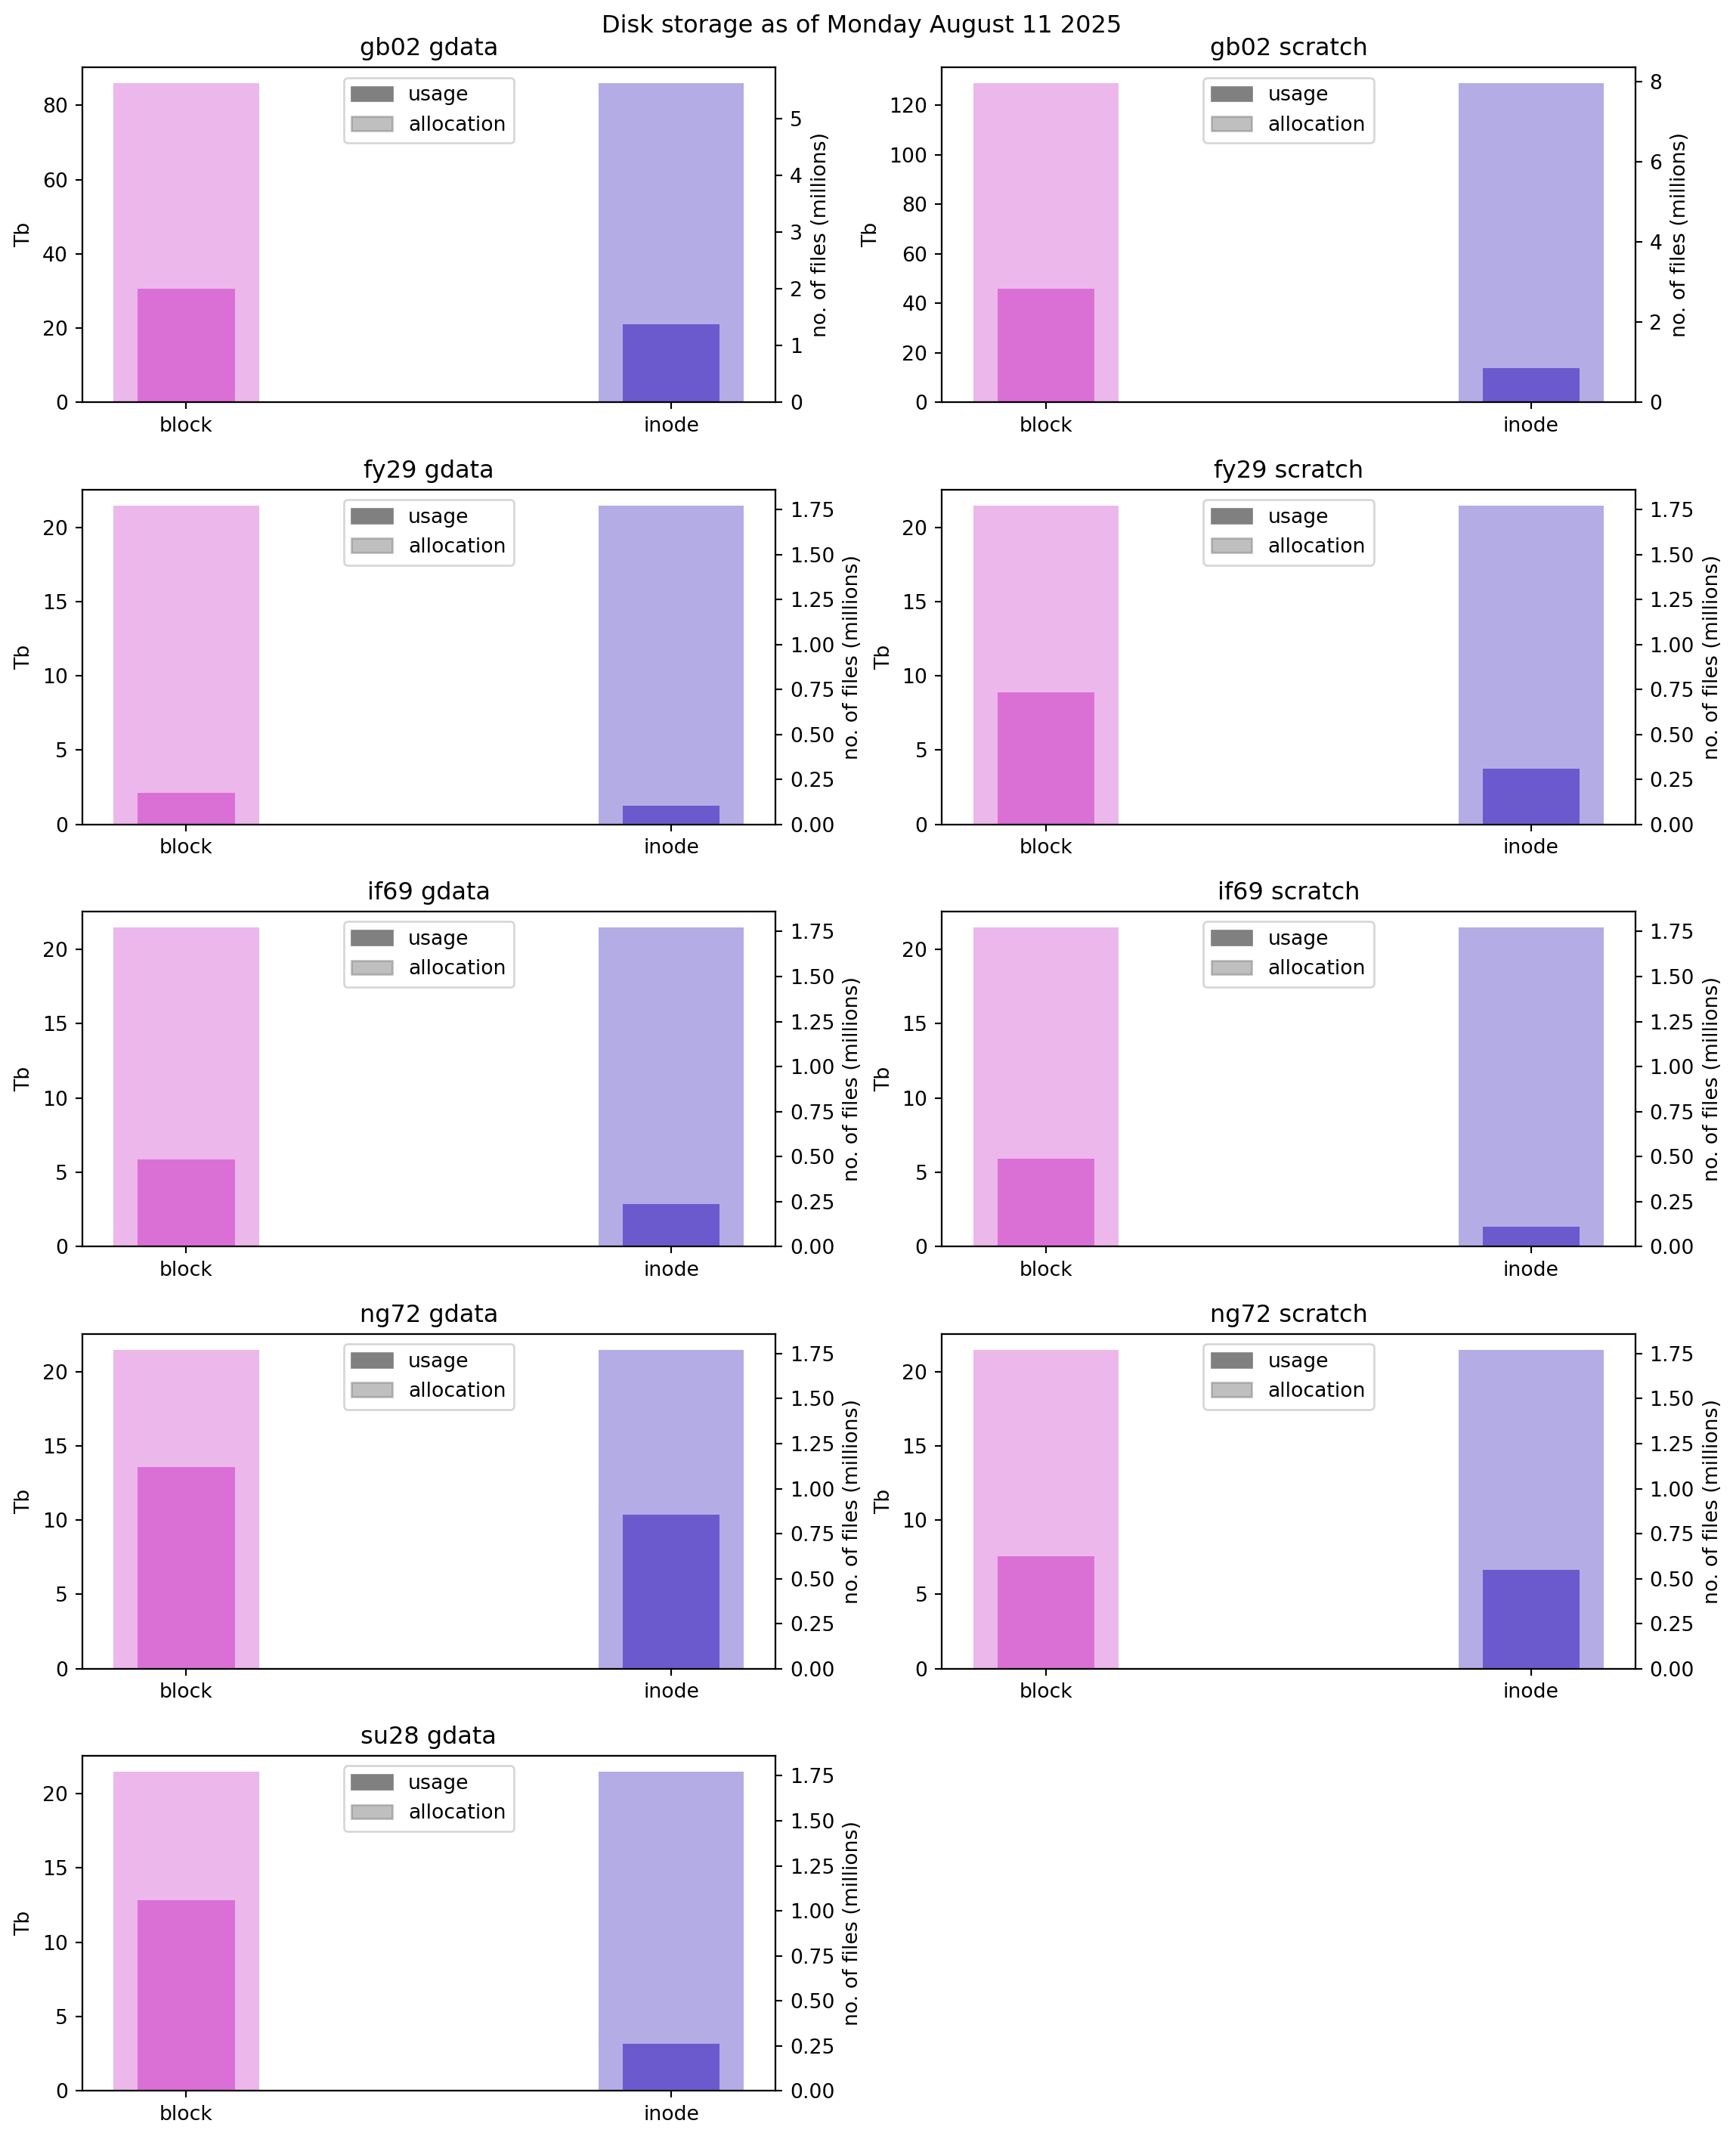 Disk storage as of Monday August 11 2025
gb02 gdata
usage
allocation
80
60
40
20
0
Tb
5
4
3
2
1
0
no. of files (millions)
block
inode
gb02 scratch
usage
allocation
120
100
80
60
40
20
0
Tb
8
6
4
2
0
no. of files (millions)
block
inode
fy29 gdata
usage
allocation
20
15
10
5
0
Tb
1.75
1.50
1.25
1.00
0.75
0.50
0.25
0.00
no. of files (millions)
block
inode
fy29 scratch
usage
allocation
20
15
10
5
0
Tb
1.75
1.50
1.25
1.00
0.75
0.50
0.25
0.00
no. of files (millions)
block
inode
if69 gdata
usage
allocation
20
15
10
5
0
Tb
1.75
1.50
1.25
1.00
0.75
0.50
0.25
0.00
no. of files (millions)
block
inode
if69 scratch
usage
allocation
20
15
10
5
0
Tb
1.75
1.50
1.25
1.00
0.75
0.50
0.25
0.00
no. of files (millions)
block
inode
ng72 gdata
usage
allocation
20
15
10
5
0
Tb
1.75
1.50
1.25
1.00
0.75
0.50
0.25
0.00
no. of files (millions)
block
inode
ng72 scratch
usage
allocation
20
15
10
5
0
Tb
1.75
1.50
1.25
1.00
0.75
0.50
0.25
0.00
no. of files (millions)
block
inode
su28 gdata
usage
allocation
20
15
10
5
0
Tb
1.75
1.50
1.25
1.00
0.75
0.50
0.25
0.00
no. of files (millions)
block
inode